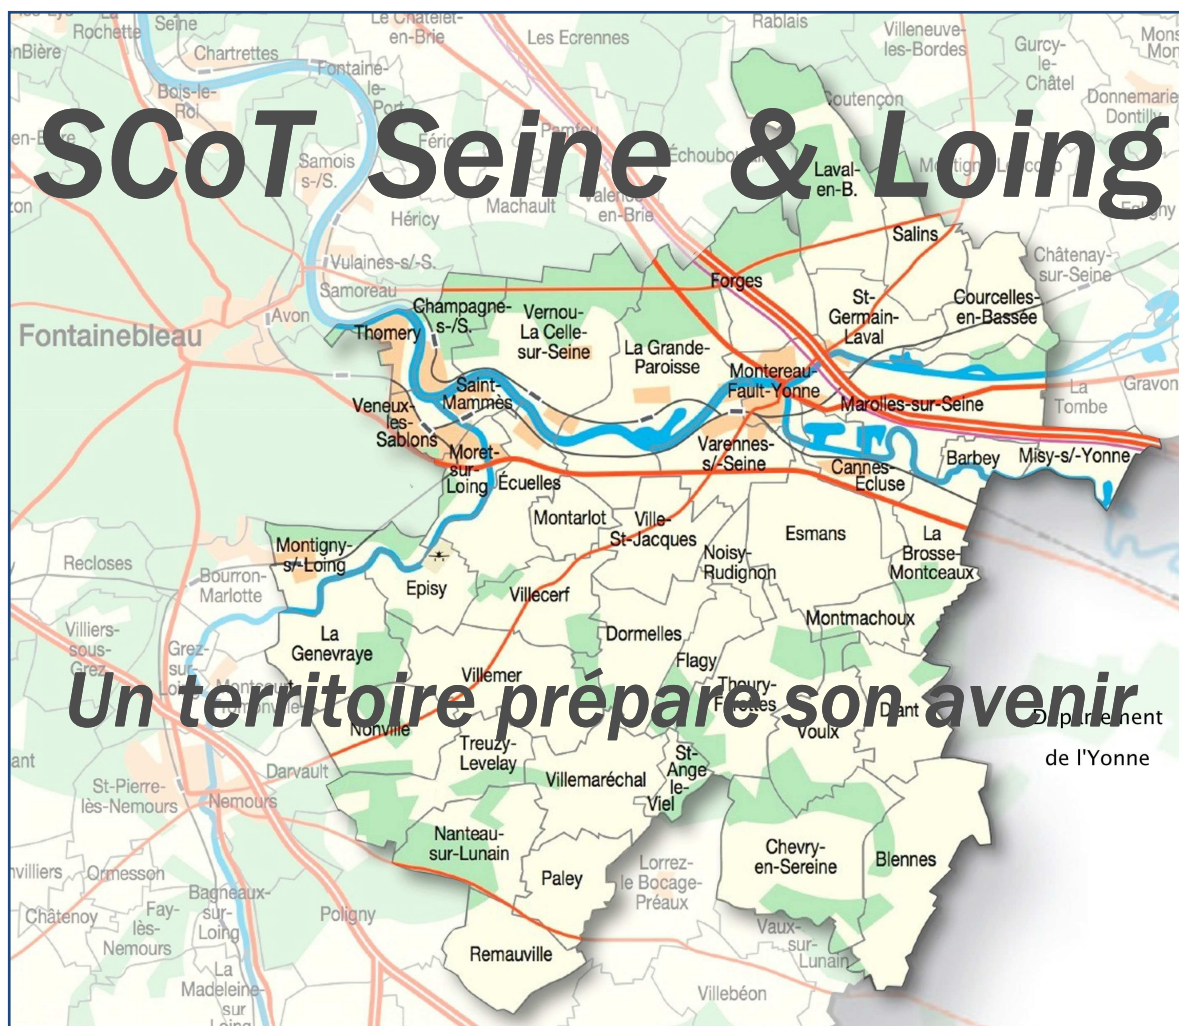 Rochette
Seine
Le Châtelet-
en-Brie
Les Ecrennes
Rablais
Villeneuve-
les-Bordes
Chartrettes
Fontaine-
le-
Port
Gurcy-
le-
Châtel
Bois-le-
Roi
Donnemarie-
Dontilly
Coutençon
SCoT Seine & Loing
Samois
s-/S.
Héricy
Machault
en-Brie
Laval-
en-B.
Salins
Châtenay-
sur-Seine
Vulaines-s/-S.
Samoreau
Avon
Fontainebleau
Forges
Champagne-
s-/S.
Thomery
Vernou-
La Celle-
sur-Seine
St-
Germain-
Laval
Courcelles-
en-Bassée
La Grande-
Paroisse
Montereau-
Fault-Yonne
Saint-
Mammès
Marolles-sur-Seine
La
Tombe
Gravon
Veneux-
les-
Sablons
Moret-
sur-
Loing
Écuelles
Varennes-
s/-Seine
Cannes-
Ecluse
Barbey
Misy-s/-Yonne
Montarlot
Ville-
St-Jacques
Esmans
La
Brosse-
Montceaux
Noisy-
Rudignon
Montigny-
s/-Loing
Recloses
Bourron-
Marlotte
Episy
Villecerf
Montmachoux
Villiers-
sous-
Grez
Grez-
sur-
La
Genevraye
Dormelles
Flagy
Villemer
Thoury-
Férottes
Diant
Un territoire prépare son avenir
Nonville
Voulx
Département
de l'Yonne
Treuzy-
Levelay
Villemaréchal
St-
Ange
le-
Viel
Darvault
St-Pierre-
lès-Nemours
Nemours
Nanteau-
sur-Lunain
Chevry-
en-Sereine
Blennes
Paley
Lorrez-
le Bocage-
Préaux
Ormesson
Bagneaux-
sur-
Loing
Châtenoy
Fay-
lès-
Nemours
Poligny
Vaux-
sur-
Lunain
Remauville
La
Madeleine-
sur
Loing
Villebéon